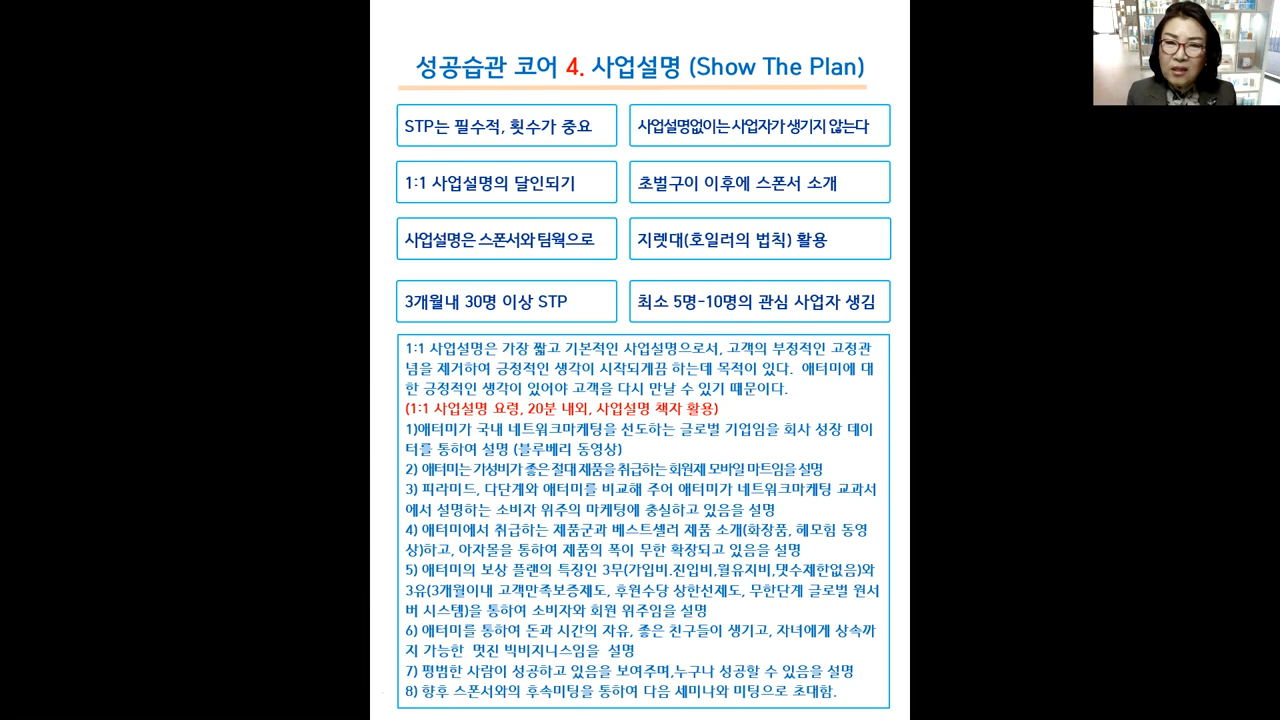 성공습관 코어 4. 사업설명 (Show The Plan)
STP는 필수적, 횟수가 중요
사업설명없이는 사업자가 생기지 않는다
1:1 사업설명의 달인되기
초벌구이 이후에 스폰서 소개
사업설명은 스폰서와 팀웍으로
지렛대(호일러의 법칙) 활용
3개월내 30명 이상 STP
최소 5명-10명의 관심 사업자 생김
1:1 사업설명은 가장 짧고 기본적인 사업설명으로서, 고객의 부정적인 고정관
념을 제거하여 긍정적인 생각이 시작되게끔 하는데 목적이 있다. 애터미에 대
한 긍정적인 생각이 있어야 고객을 다시 만날 수 있기 때문이다.
(1:1 사업설명 요령, 20분 내외, 사업설명 책자 활용)
1)애터미가 국내 네트워크마케팅을 선도하는 글로벌 기업임을 회사 성장 데이
터를 통하여 설명 (블루베리 동영상)
2) 애터미는 가성비가 좋은 절대 제품을 취급하는 회원제 모바일 마트임을 설명
3) 피라미드, 다단계와 애터미를 비교해 주어 애터미가 네트워크마케팅 교과서
에서 설명하는 소비자 위주의 마케팅에 충실하고 있음을 설명
4) 애터미에서 취급하는 제품군과 베스트셀러 제품 소개(화장품, 헤모힘 동영
상)하고, 아자몰을 통하여 제품의 폭이 무한 확장되고 있음을 설명
5) 애터미의 보상 플랜의 특징인 3무(가입비.진입비,월유지비,댓수제한없음)와
3유(3개월이내 고객만족보증제도, 후원수당 상한선제도, 무한단계 글로벌 원서
버 시스템)을 통하여 소비자와 회원 위주임을 설명
6) 애터미를 통하여 돈과 시간의 자유, 좋은 친구들이 생기고, 자녀에게 상속까
지 가능한 멋진 빅비지니스임을 설명
7) 평범한 사람이 성공하고 있음을 보여주며,누구나 성공할 수 있음을 설명
8) 향후 스폰서와의 후속미팅을 통하여 다음 세미나와 미팅으로 초대함.